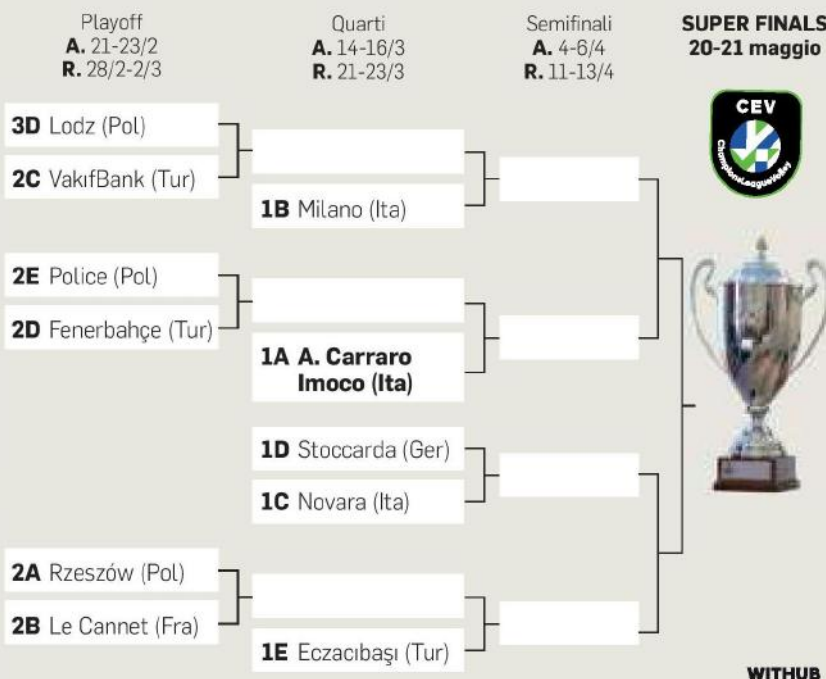 Playoff
A. 21-23/2
R. 28/2-2/3
Quarti
A. 14-16/3
R. 21-23/3
Semifinali
A. 4-6/4
R. 11-13/4
SUPER FINALS
20-21 maggio
CEV
ChampionsLeagueVolley
3D Lodz (Pol)
2C VakıfBank (Tur)
1B Milano (Ita)
2E Police (Pol)
2D Fenerbahçe (Tur)
1A A. Carraro
Imoco (Ita)
1D Stoccarda (Ger)
1C Novara (Ita)
2A Rzeszów (Pol)
2B Le Cannet (Fra)
1E Eczacıbaşı (Tur)
WITHUB